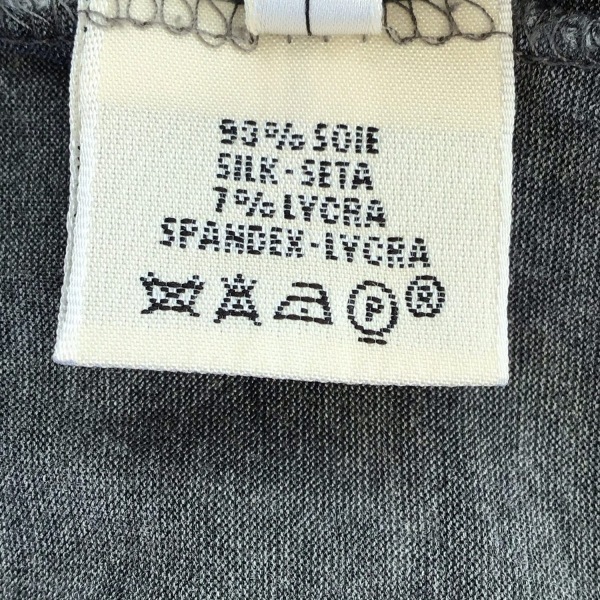 93% SOIE
SILK-SETA
7% LYCRA
SPANDEX-LYCRA
P ®